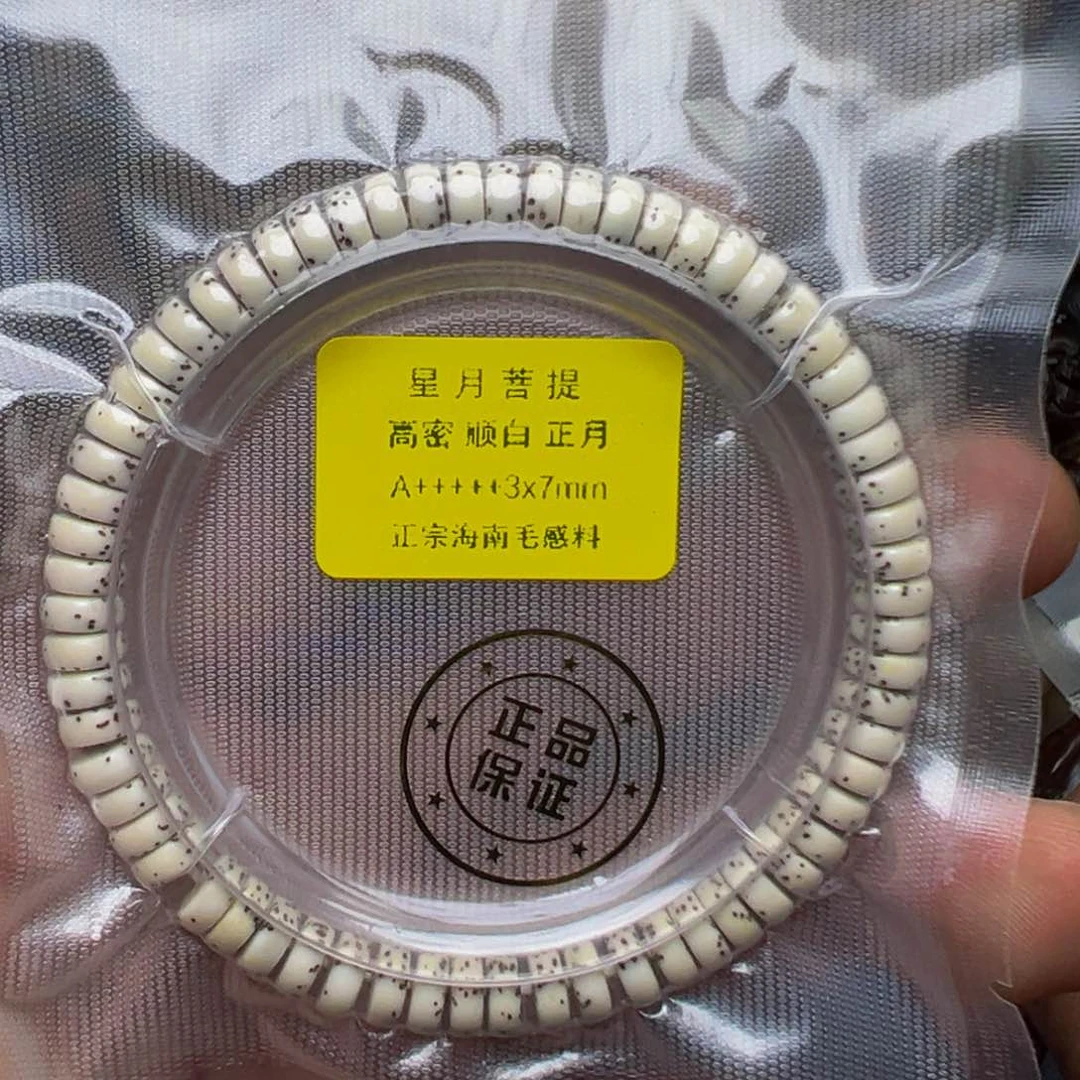 星月菩提
高密 顺白 正月
A+++++3x7mm
正宗海南毛感料
正品
保证